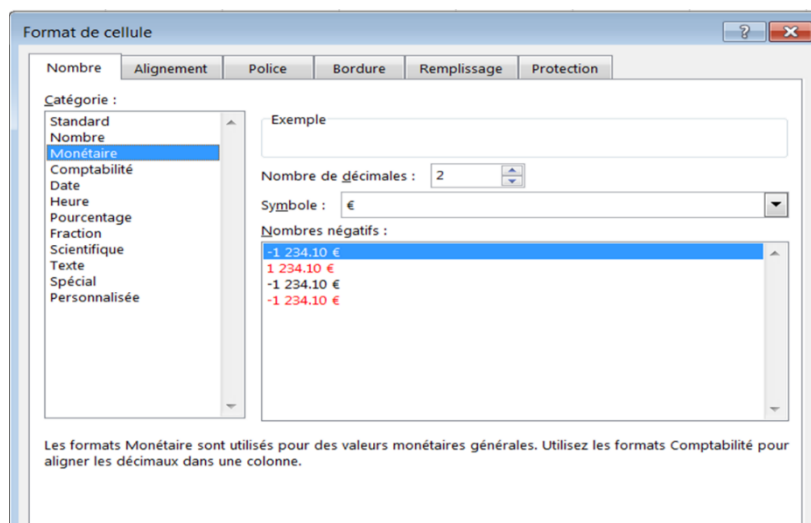 Format de cellule
Nombre Alignement Police Bordure Remplissage Protection
Catégorie :
Standard
Nombre
Monétaire
Comptabilité
Date
Heure
Pourcentage
Fraction
Scientifique
Texte
Spécial
Personnalisée
Exemple
Nombre de décimales : 2
Symbole : €
Nombres négatifs :
-1 234.10 €
1 234.10 €
-1 234.10 €
-1 234.10 €
Les formats Monétaire sont utilisés pour des valeurs monétaires générales. Utilisez les formats Comptabilité pour
aligner les décimaux dans une colonne.